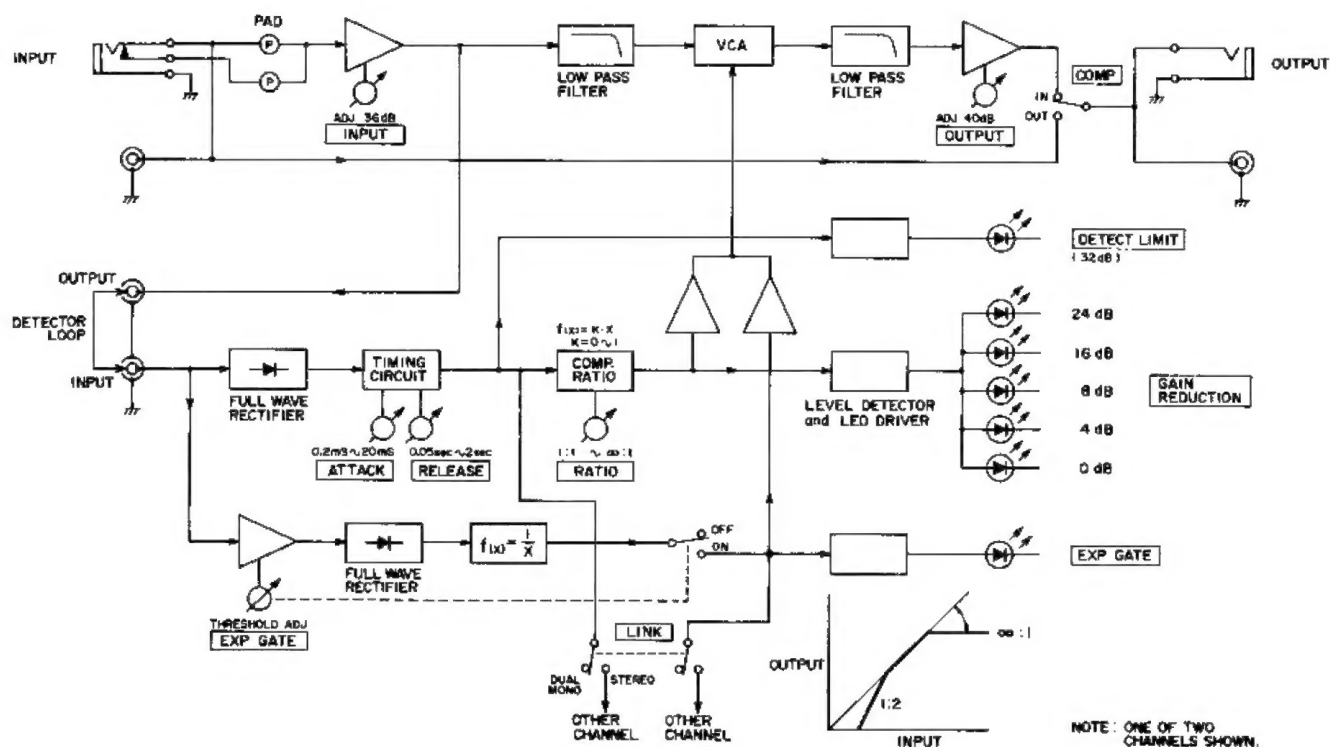 PAD
INPUT
P
P
ADJ 36dB
INPUT
LOW PASS
FILTER
VCA
LOW PASS
FILTER
ADJ 40dB
OUTPUT
COMP
IN
OUT
OUTPUT
DETECT LIMIT
(32dB)
OUTPUT
DETECTOR
LOOP
INPUT
FULL WAVE
RECTIFIER
TIMING
CIRCUIT
0.2mS~20mS
ATTACK
0.05sec~2sec
RELEASE
f(x)=K·X
K=0~1
COMP.
RATIO
1:1 ~ ∞:1
RATIO
LEVEL DETECTOR
and LED DRIVER
24 dB
16 dB
8 dB
4 dB
0 dB
GAIN
REDUCTION
THRESHOLD ADJ
EXP GATE
FULL WAVE
RECTIFIER
f(x)=1/X
OFF
ON
EXP GATE
LINK
DUAL
MONO
STEREO
OTHER
CHANNEL
OTHER
CHANNEL
OUTPUT
∞:1
1:2
INPUT
NOTE: ONE OF TWO
CHANNELS SHOWN.